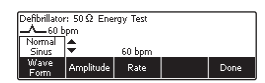 Defibrillator: 50 Ω Energy Test
60 bpm
Normal
Sinus
60 bpm
Wave
Form
Amplitude
Rate
Done